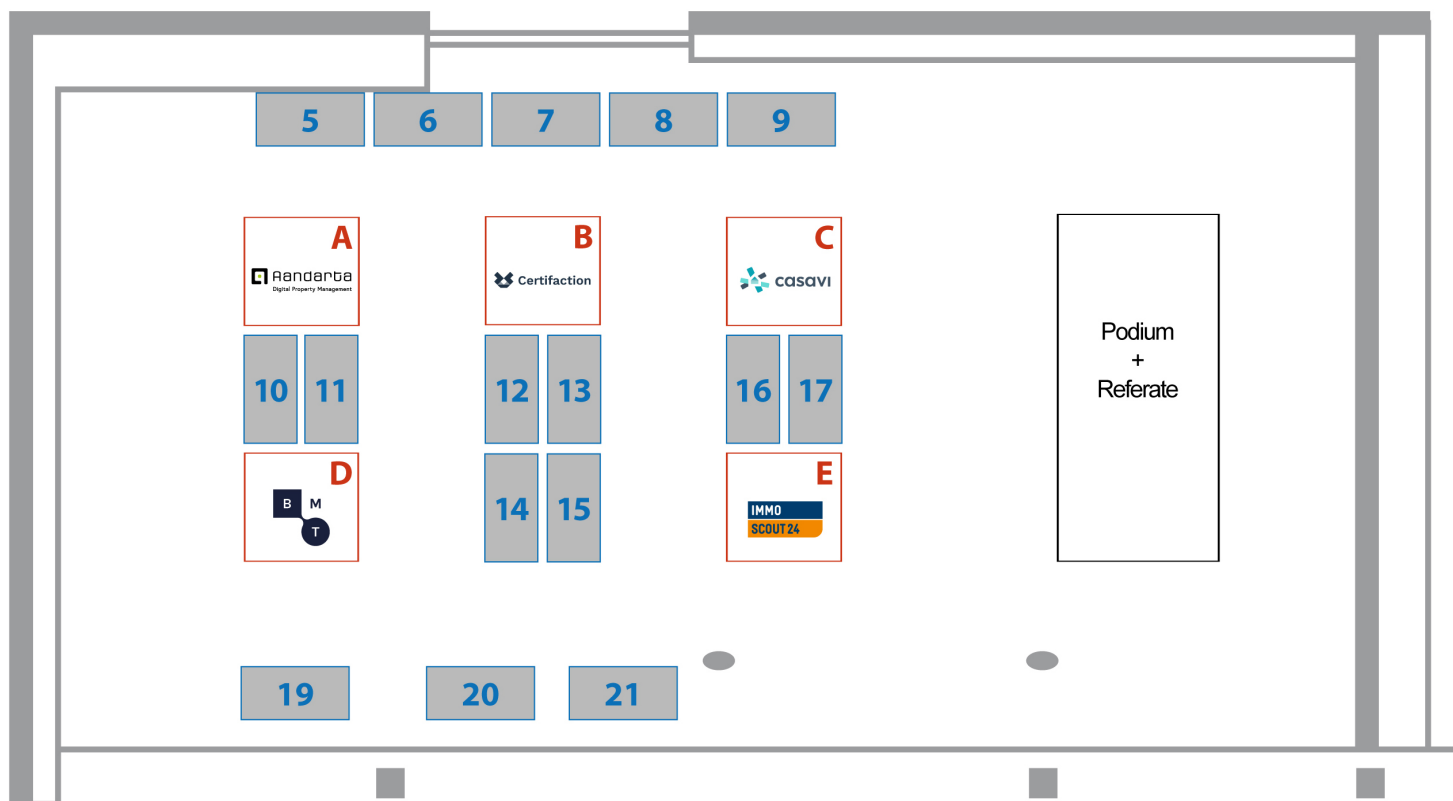 5 6 7 8 9
A B C
Aandarta
Digital Property Management
Certifaction
casavi
Podium
+
Referate
10 11 12 13 16 17
D E
B M
T
14 15
IMMO
SCOUT24
19 20 21